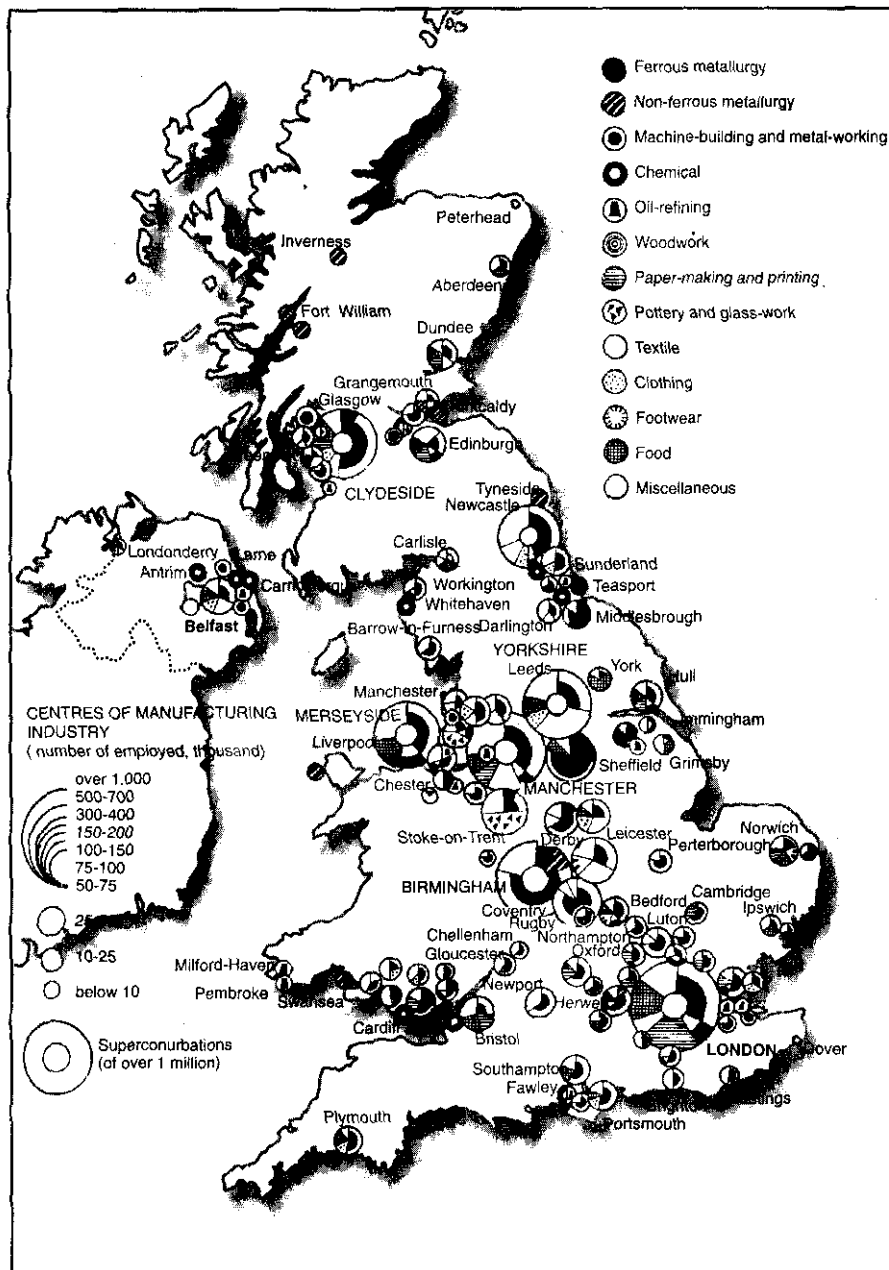 Ferrous metallurgy
Non-ferrous metallurgy
Machine-building and metal-working
Chemical
Oil-refining
Woodwork
Paper-making and printing
Pottery and glass-work
Textile
Clothing
Footwear
Food
Miscellaneous
Peterhead
Inverness
Aberdeen
Fort William
Dundee
Grangemouth
Glasgow
Edinburgh
CLYDESIDE
Tyneside
Newcastle
Carlisle
Sunderland
Londonderry
Antrim
Workington
Teasport
Whitehaven
Middlesbrough
Belfast
Barrow-in-Furness
Darlington
YORKSHIRE
Leeds
York
Manchester
MERSEYSIDE
Sheffield
Grimsby
Chester
MANCHESTER
Stoke-on-Trent
Derby
Leicester
Perterborough
Norwich
BIRMINGHAM
Coventry
Rugby
Bedford
Cambridge
Luton
Ipswich
Northampton
Oxford
Chellenham
Gloucester
Milford-Haven
Pembroke
Swansea
Newport
Cardiff
Bristol
LONDON
Southampton
Fawley
Portsmouth
Plymouth
CENTRES OF MANUFACTURING
INDUSTRY
( number of employed, thousand)
over 1.000
500-700
300-400
150-200
100-150
75-100
50-75
10-25
below 10
Superconurbations
(of over 1 million)